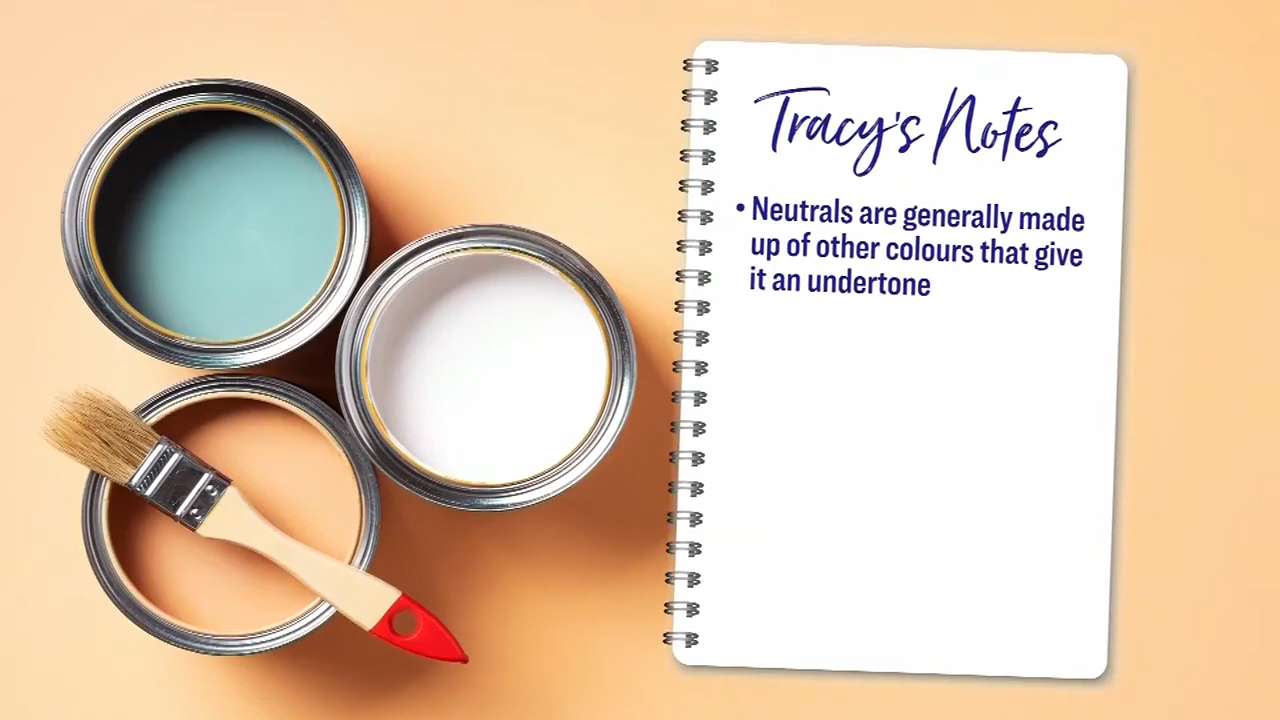 Tracy's Notes
• Neutrals are generally made
up of other colours that give
it an undertone